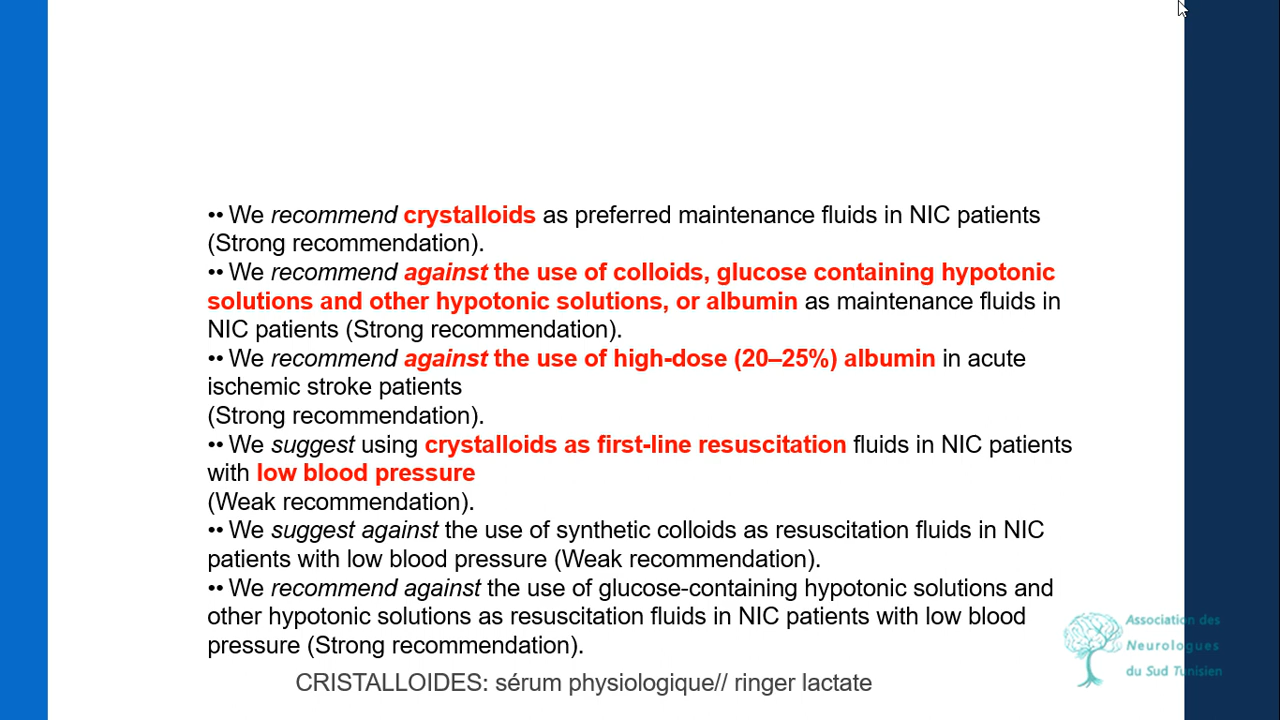 •• We recommend crystalloids as preferred maintenance fluids in NIC patients
(Strong recommendation).
•• We recommend against the use of colloids, glucose containing hypotonic
solutions and other hypotonic solutions, or albumin as maintenance fluids in
NIC patients (Strong recommendation).
•• We recommend against the use of high-dose (20–25%) albumin in acute
ischemic stroke patients
(Strong recommendation).
•• We suggest using crystalloids as first-line resuscitation fluids in NIC patients
with low blood pressure
(Weak recommendation).
•• We suggest against the use of synthetic colloids as resuscitation fluids in NIC
patients with low blood pressure (Weak recommendation).
•• We recommend against the use of glucose-containing hypotonic solutions and
other hypotonic solutions as resuscitation fluids in NIC patients with low blood
pressure (Strong recommendation).
CRISTALLOIDES: sérum physiologique// ringer lactate
Association des
Neurologues
du Sud Tunisien